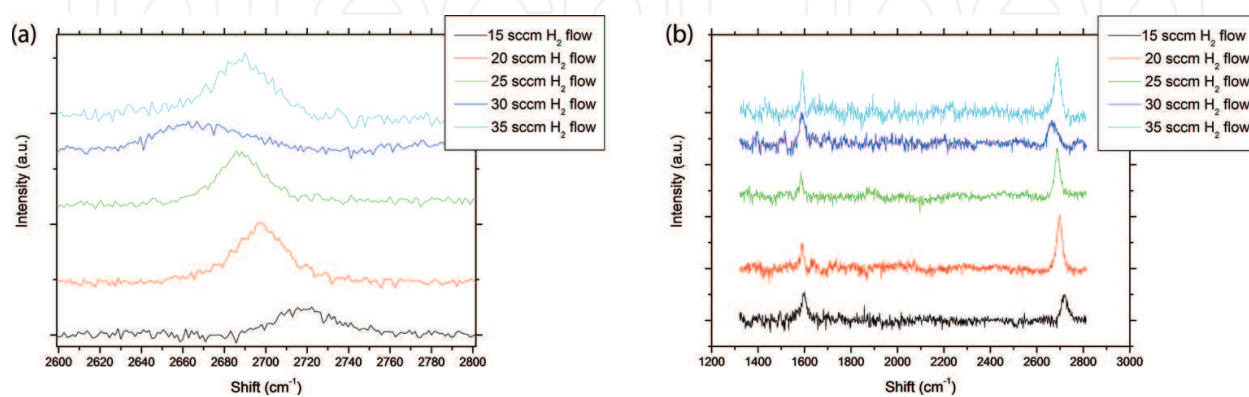 (a)
15 sccm H2 flow
20 sccm H2 flow
25 sccm H2 flow
30 sccm H2 flow
35 sccm H2 flow
Intensity (a.u.)
2600 2620 2640 2660 2680 2700 2720 2740 2760 2780 2800
Shift (cm-1)
(b)
15 sccm H2 flow
20 sccm H2 flow
25 sccm H2 flow
30 sccm H2 flow
35 sccm H2 flow
Intensity (a.u.)
1200 1400 1600 1800 2000 2200 2400 2600 2800 3000
Shift (cm-1)